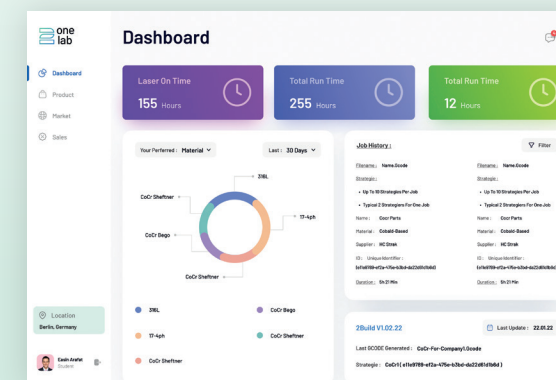 one
lab
Dashboard
Dashboard
Product
Market
Sales
Location
Berlin, Germany
Student
Laser On Time
155 Hours
Total Run Time
255 Hours
Total Run Time
12 Hours
Your Perferred : Material
Last : 30 Days
316L
CoCr Sheftner
17-4ph
CoCr Bego
CoCr Sheftner
316L
CoCr Bego
17-4ph
CoCr Sheftner
CoCr Sheftner
Job History :
Filter
Filename : Name.Gcode
Strategie :
• Up To 10 Strategies Per Job
• Typical 2 Strategies For One Job
Name : Cocr Parts
Material : Cobald-Based
Supplier : HC Strak
ID : Unique Identifier :
Duration : 5h 21 Min
Filename : Name.Gcode
Strategie :
• Up To 10 Strategies Per Job
• Typical 2 Strategies For One Job
Name : Cocr Parts
Material : Cobald-Based
Supplier : HC Strak
ID : Unique Identifier :
Duration : 5h 21 Min
2Build V1.02.22
Last Update : 22.01.22
Last GCODE Generated : CoCr-For-Company1.Gcode
Strategie :